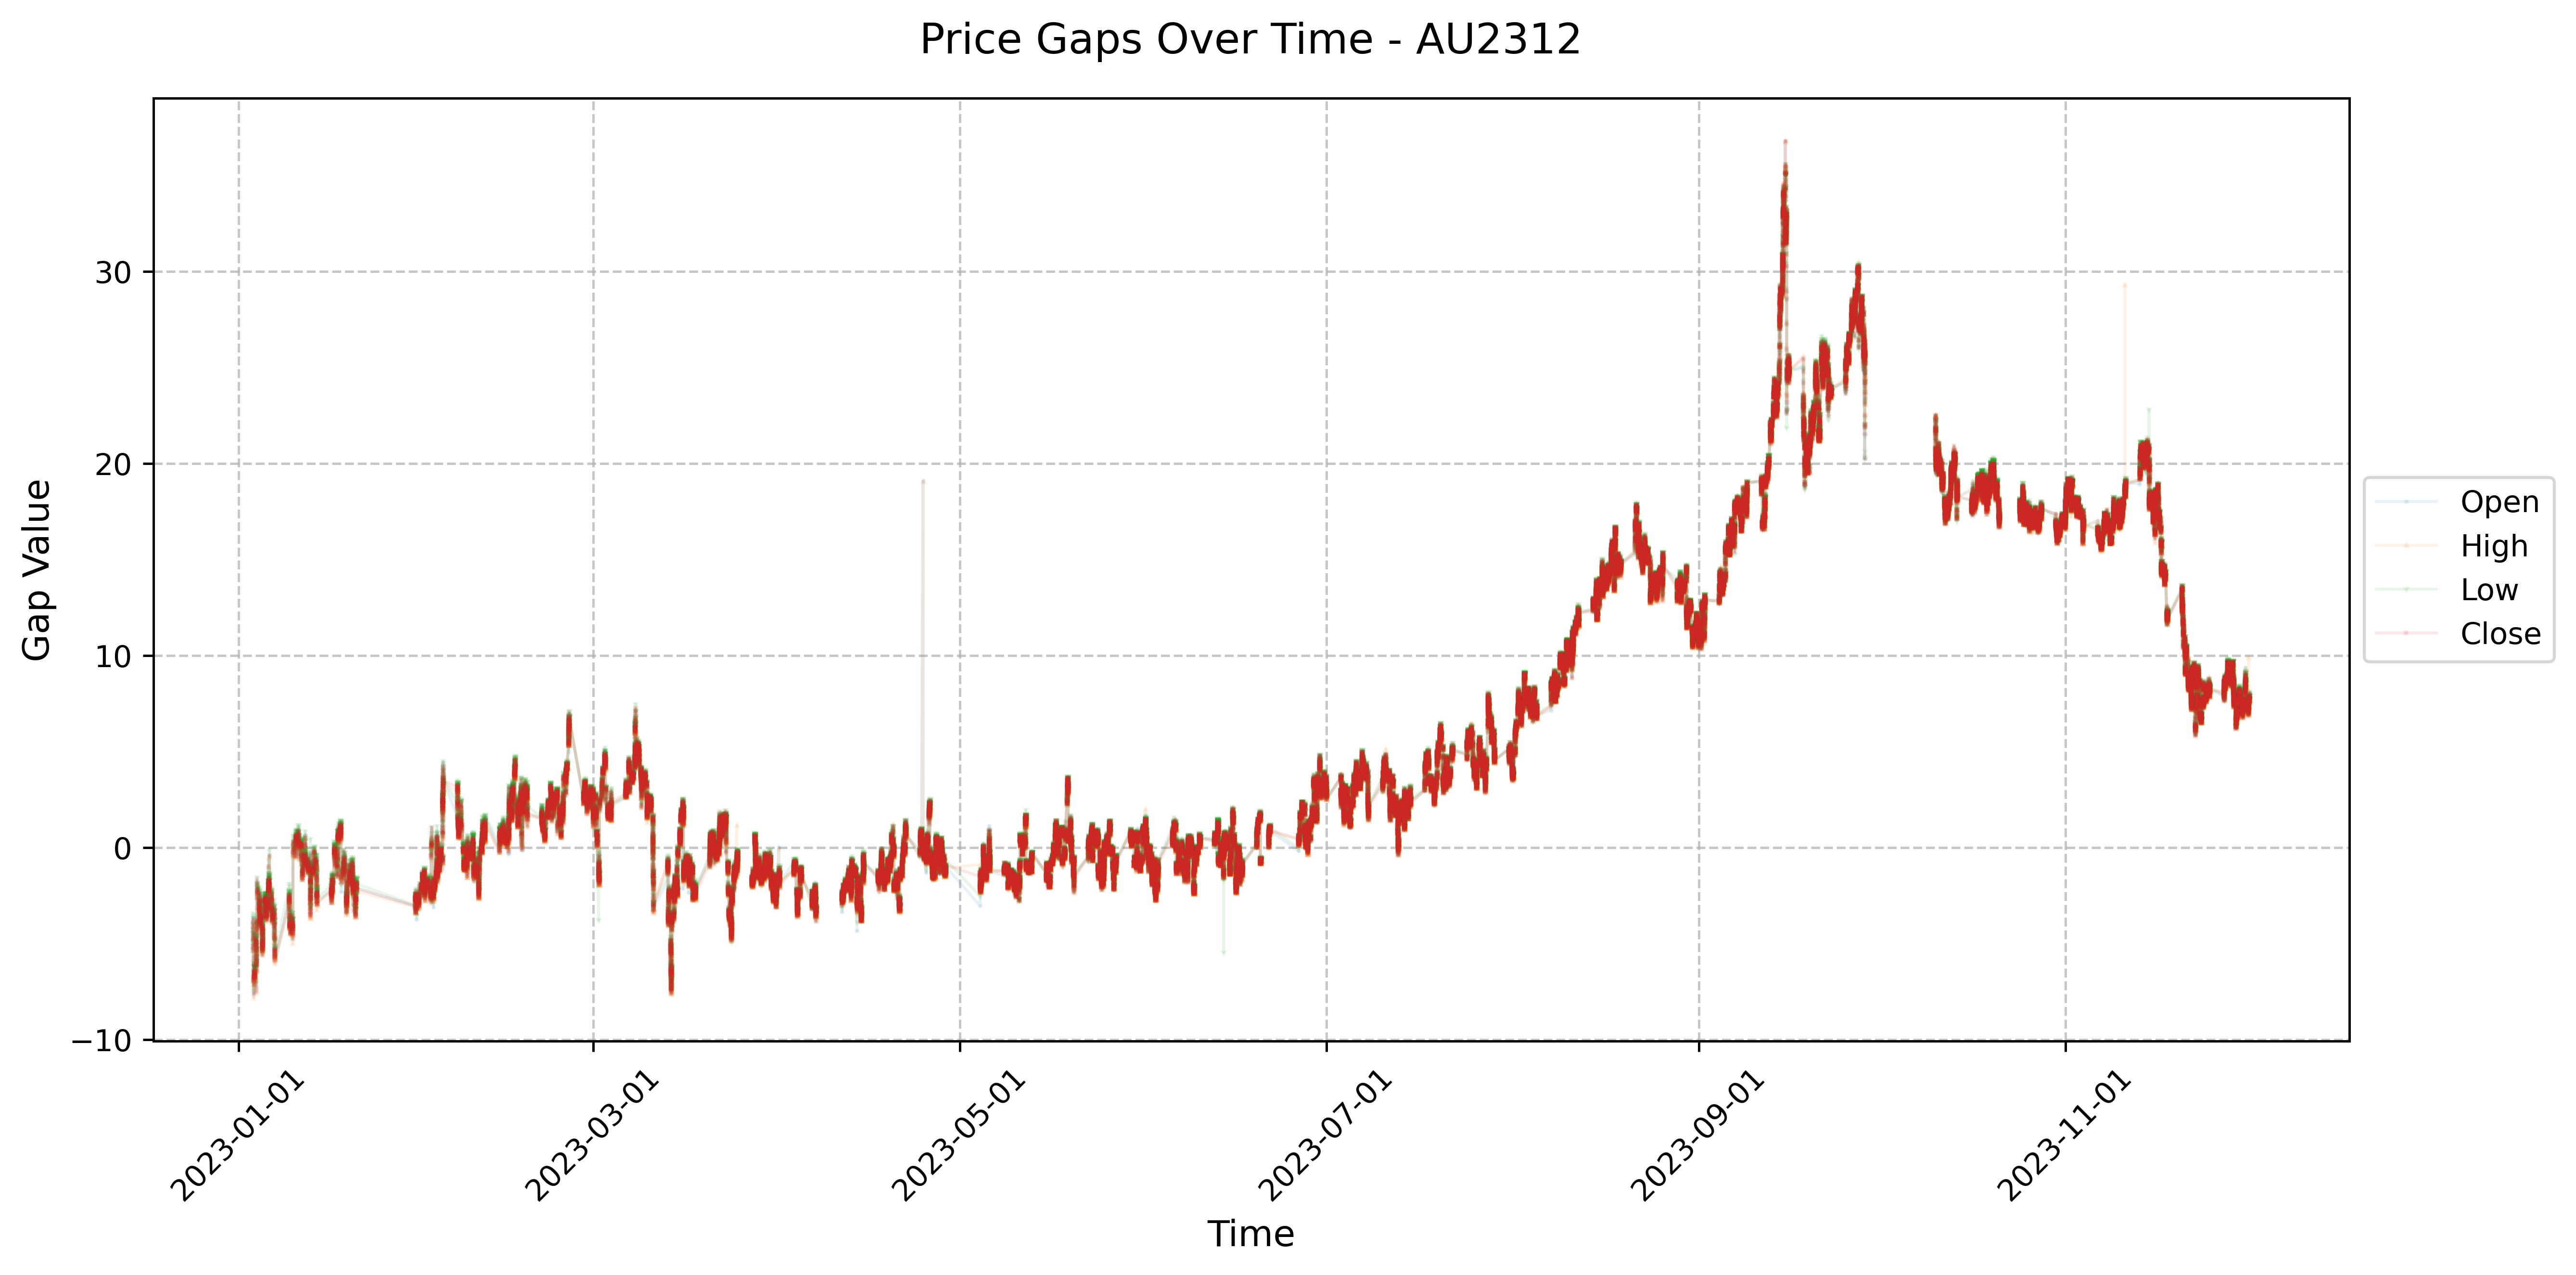 Price Gaps Over Time - AU2312
Gap Value
30
20
10
0
−10
2023-01-01
2023-03-01
2023-05-01
2023-07-01
2023-09-01
2023-11-01
Time
Open
High
Low
Close